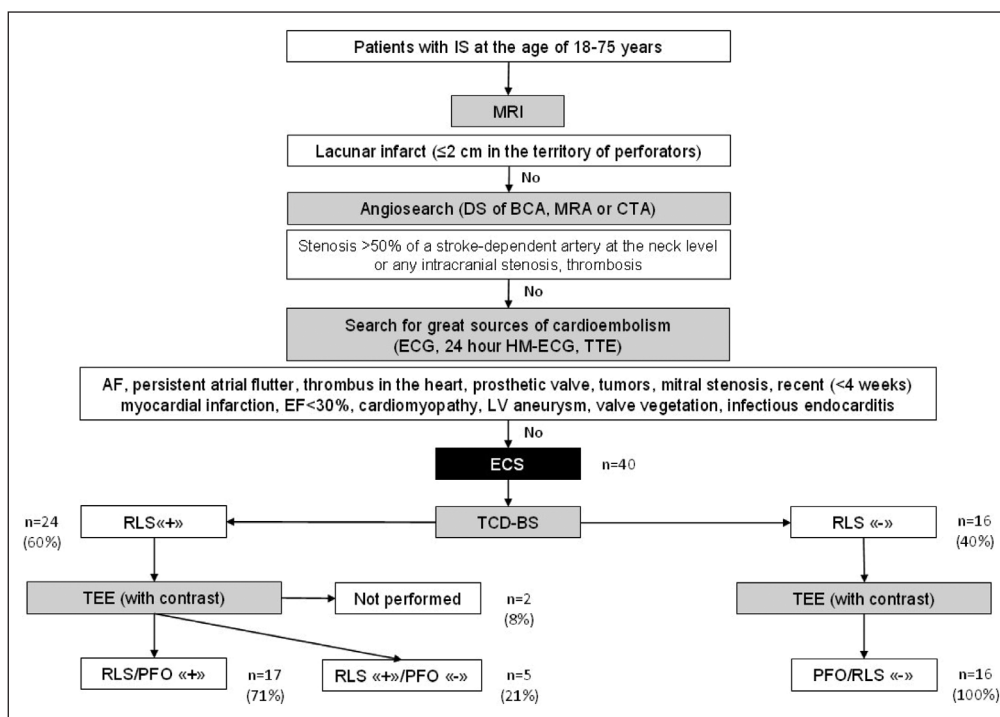 Patients with IS at the age of 18-75 years
MRI
Lacunar infarct (≤2 cm in the territory of perforators)
No
Angiosearch (DS of BCA, MRA or CTA)
Stenosis >50% of a stroke-dependent artery at the neck level
or any intracranial stenosis, thrombosis
No
Search for great sources of cardioembolism
(ECG, 24 hour HM-ECG, TTE)
AF, persistent atrial flutter, thrombus in the heart, prosthetic valve, tumors, mitral stenosis, recent (<4 weeks)
myocardial infarction, EF<30%, cardiomyopathy, LV aneurysm, valve vegetation, infectious endocarditis
No
ECS
n=40
n=24
(60%)
RLS«+»
TCD-BS
RLS «-»
n=16
(40%)
TEE (with contrast)
Not performed
n=2
(8%)
TEE (with contrast)
RLS/PFO «+»
n=17
(71%)
RLS «+»/PFO «-»
n=5
(21%)
PFO/RLS «-»
n=16
(100%)